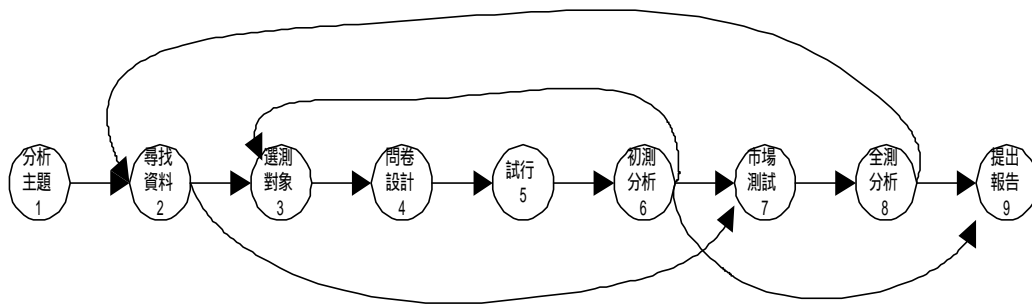 分析
主題
1
尋找
資料
2
選測
對象
3
問卷
設計
4
試行
5
初測
分析
6
市場
測試
7
全測
分析
8
提出
報告
9